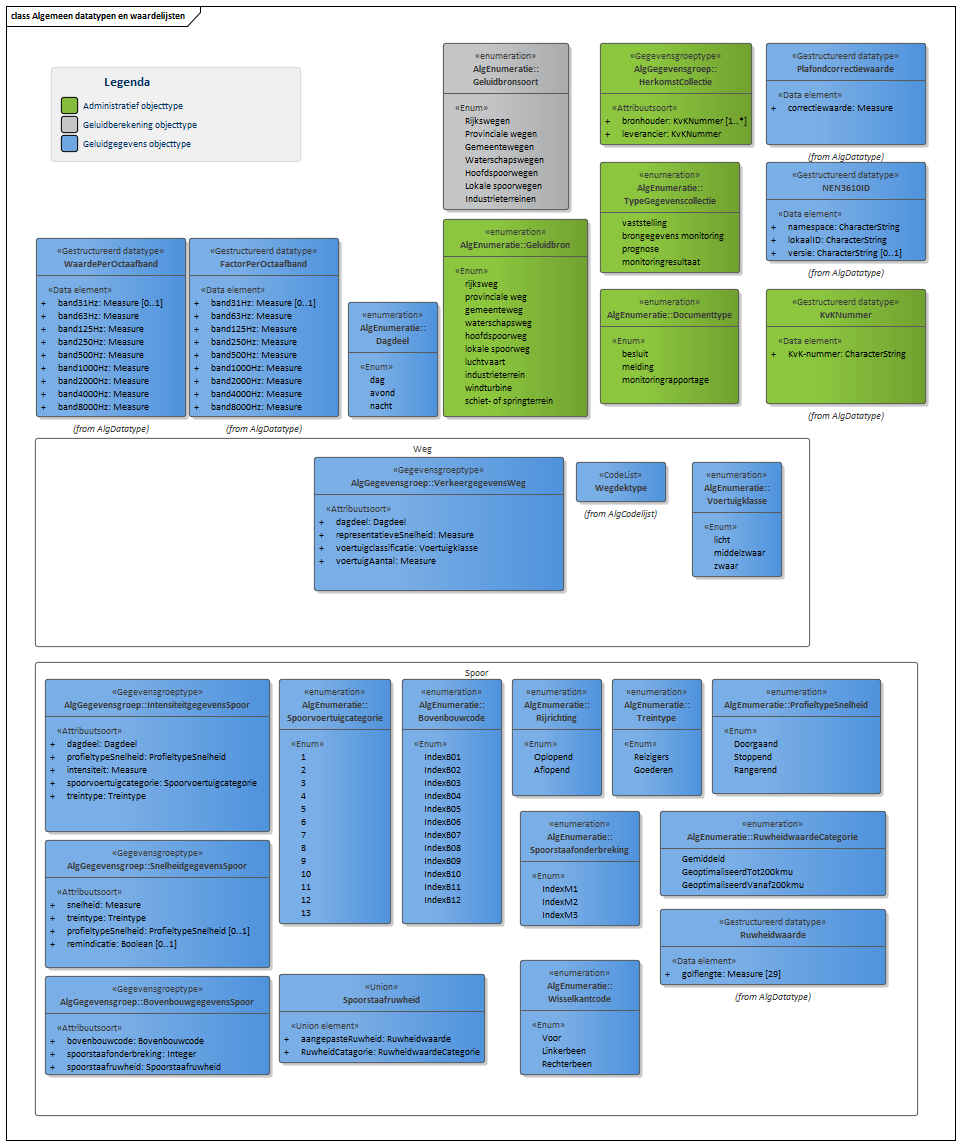 class Algemeen datatypen en waardelijsten
Legenda
Administratief objecttype
Geluidberekening objecttype
Geluidgegevens objecttype
«enumeration»
AlgEnumeratie::
Geluidbronsoort
«Enum»
Rijkswegen
Provinciale wegen
Gemeentewegen
Waterschapswegen
Hoofdspoorwegen
Lokale spoorwegen
Industrieterreinen
«Gegevensgroeptype»
AlgGegevensgroep::
HerkomstCollectie
«Attribuutsoort»
+ bronhouder: KvKNummer [1..*]
+ leverancier: KvKNummer
«Gestructureerd datatype»
Plafondcorrectiewaarde
«Data element»
+ correctiewaarde: Measure
(from AlgDatatype)
«enumeration»
AlgEnumeratie::
TypeGegevenscollectie
vaststelling
brongegevens monitoring
prognose
monitoringresultaat
«Gestructureerd datatype»
NEN3610ID
«Data element»
+ namespace: CharacterString
+ lokaalID: CharacterString
+ versie: CharacterString [0..1]
(from AlgDatatype)
«Gestructureerd datatype»
WaardePerOctaafband
«Data element»
+ band31Hz: Measure [0..1]
+ band63Hz: Measure
+ band125Hz: Measure
+ band250Hz: Measure
+ band500Hz: Measure
+ band1000Hz: Measure
+ band2000Hz: Measure
+ band4000Hz: Measure
+ band8000Hz: Measure
(from AlgDatatype)
«Gestructureerd datatype»
FactorPerOctaafband
«Data element»
+ band31Hz: Measure [0..1]
+ band63Hz: Measure
+ band125Hz: Measure
+ band250Hz: Measure
+ band500Hz: Measure
+ band1000Hz: Measure
+ band2000Hz: Measure
+ band4000Hz: Measure
+ band8000Hz: Measure
(from AlgDatatype)
«enumeration»
AlgEnumeratie::
Dagdeel
«Enum»
dag
avond
nacht
«enumeration»
AlgEnumeratie::Geluidbron
«Enum»
rijksweg
provinciale weg
gemeenteweg
waterschapsweg
hoofdspoorweg
lokale spoorweg
luchtvaart
industrieterrein
windturbine
schiet- of springterrein
«enumeration»
AlgEnumeratie::Documenttype
«Enum»
besluit
melding
monitoringrapportage
«Gestructureerd datatype»
KvKNummer
«Data element»
+ KvK-nummer: CharacterString
(from AlgDatatype)
Weg
«Gegevensgroeptype»
AlgGegevensgroep::VerkeergegevensWeg
«Attribuutsoort»
+ dagdeel: Dagdeel
+ representatieveSnelheid: Measure
+ voertuigclassificatie: Voertuigklasse
+ voertuigAantal: Measure
«CodeList»
Wegdektype
(from AlgCodelijst)
«enumeration»
AlgEnumeratie::
Voertuigklasse
«Enum»
licht
middelzwaar
zwaar
Spoor
«Gegevensgroeptype»
AlgGegevensgroep::IntensiteitgegevensSpoor
«Attribuutsoort»
+ dagdeel: Dagdeel
+ profieltypeSnelheid: ProfieltypeSnelheid
+ intensiteit: Measure
+ spoorvoertuigcategorie: Spoorvoertuigcategorie
+ treintype: Treintype
«enumeration»
AlgEnumeratie::
Spoorvoertuigcategorie
«Enum»
1
2
3
4
5
6
7
8
9
10
11
12
13
«enumeration»
AlgEnumeratie::
Bovenbouwcode
«Enum»
IndexB01
IndexB02
IndexB03
IndexB04
IndexB05
IndexB06
IndexB07
IndexB08
IndexB09
IndexB10
IndexB11
IndexB12
«enumeration»
AlgEnumeratie::
Rijrichting
«Enum»
Oplopend
Aflopend
«enumeration»
AlgEnumeratie::
Treintype
«Enum»
Reizigers
Goederen
«enumeration»
AlgEnumeratie::ProfieltypeSnelheid
«Enum»
Doorgaand
Stoppend
Rangerend
«Gegevensgroeptype»
AlgGegevensgroep::SnelheidgegevensSpoor
«Attribuutsoort»
+ snelheid: Measure
+ treintype: Treintype
+ profieltypeSnelheid: ProfieltypeSnelheid [0..1]
+ remindicatie: Boolean [0..1]
«enumeration»
AlgEnumeratie::
Spoorstaafonderbreking
«Enum»
IndexM1
IndexM2
IndexM3
«enumeration»
AlgEnumeratie::RuwheidwaardeCategorie
Gemiddeld
GeoptimaliseerdTot200kmu
GeoptimaliseerdVanaf200kmu
«Gestructureerd datatype»
Ruwheidwaarde
«Data element»
+ golflengte: Measure [29]
(from AlgDatatype)
«Gegevensgroeptype»
AlgGegevensgroep::BovenbouwgegevensSpoor
«Attribuutsoort»
+ bovenbouwcode: Bovenbouwcode
+ spoorstaafonderbreking: Integer
+ spoorstaafruwheid: Spoorstaafruwheid
«Union»
Spoorstaafruwheid
«Union element»
+ aangepasteRuwheid: Ruwheidwaarde
+ RuwheidCatagorie: RuwheidwaardeCategorie
«enumeration»
AlgEnumeratie::
Wisselkantcode
«Enum»
Voor
Linkerbeen
Rechterbeen